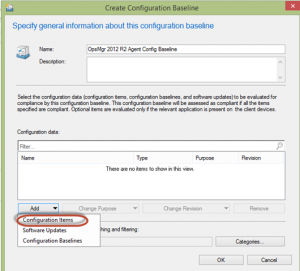 Create Configuration Baseline
Specify general information about this configuration baseline
Name: OpsMgr 2012 R2 Agent Config Baseline
Description:
Select the configuration data (configuration items, configuration baselines, and software updates) to be evaluated for
compliance by this configuration baseline. This configuration baseline will be assessed as compliant if all the items
specified are compliant. Optional items are evaluated only if the relevant application is present on the client devices.
Configuration data:
Filter...
Name Type Purpose Revision
There are no items to show in this view.
Add Change Purpose Change Revision Remove
Configuration Items
Software Updates
Configuration Baselines
hing and filtering:
Categories...
OK Cancel